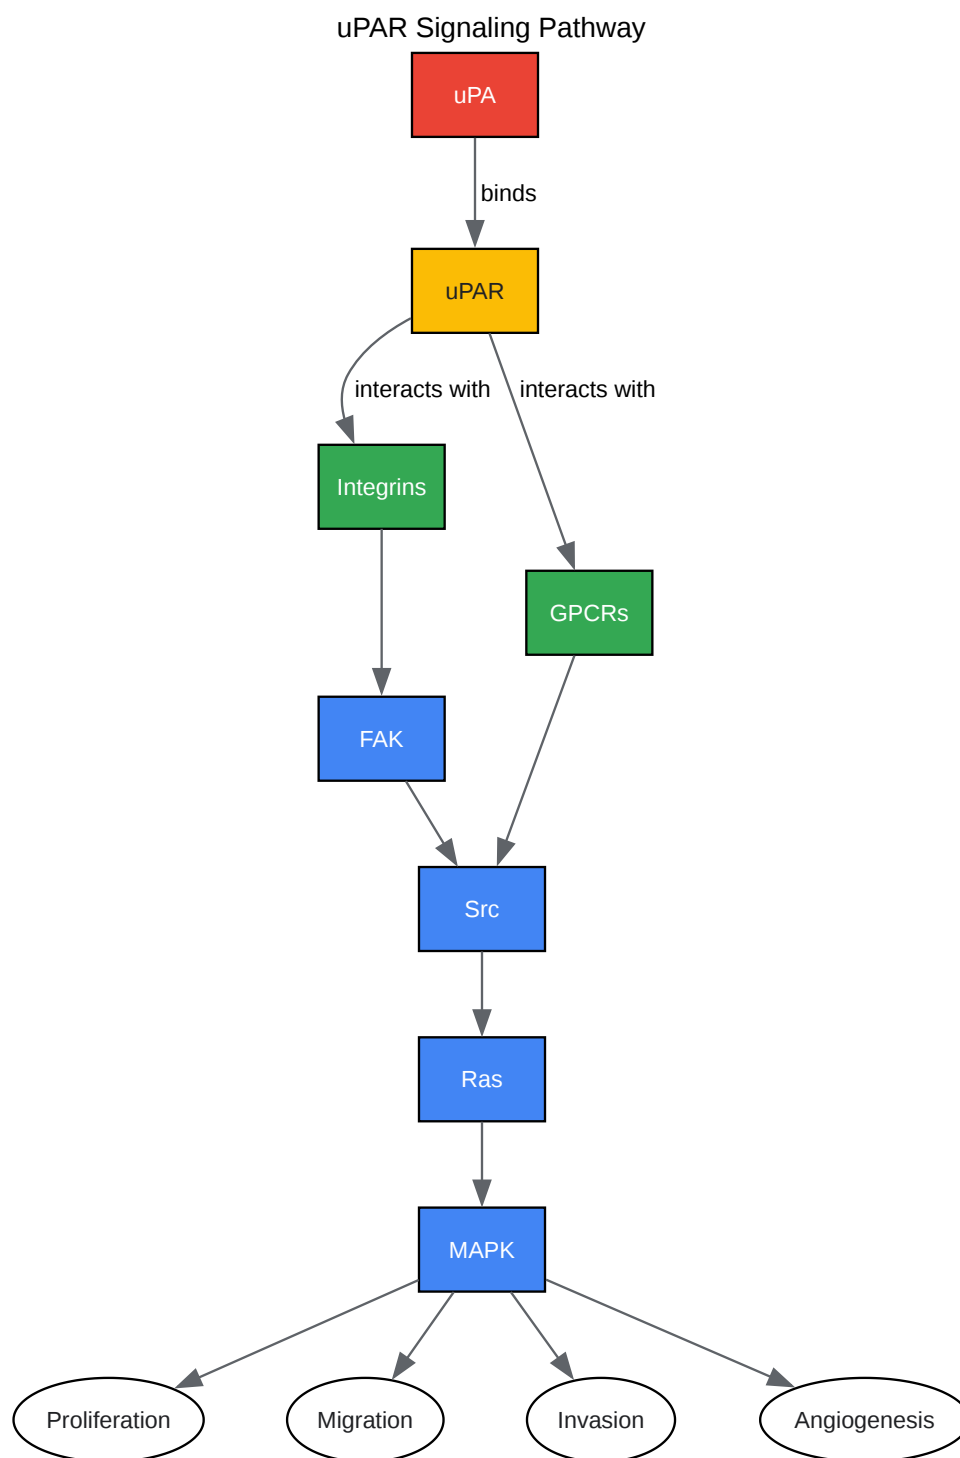 uPAR Signaling Pathway
uPA
binds
uPAR
interacts with
interacts with
Integrins
GPCRs
FAK
Src
Ras
MAPK
Proliferation
Migration
Invasion
Angiogenesis